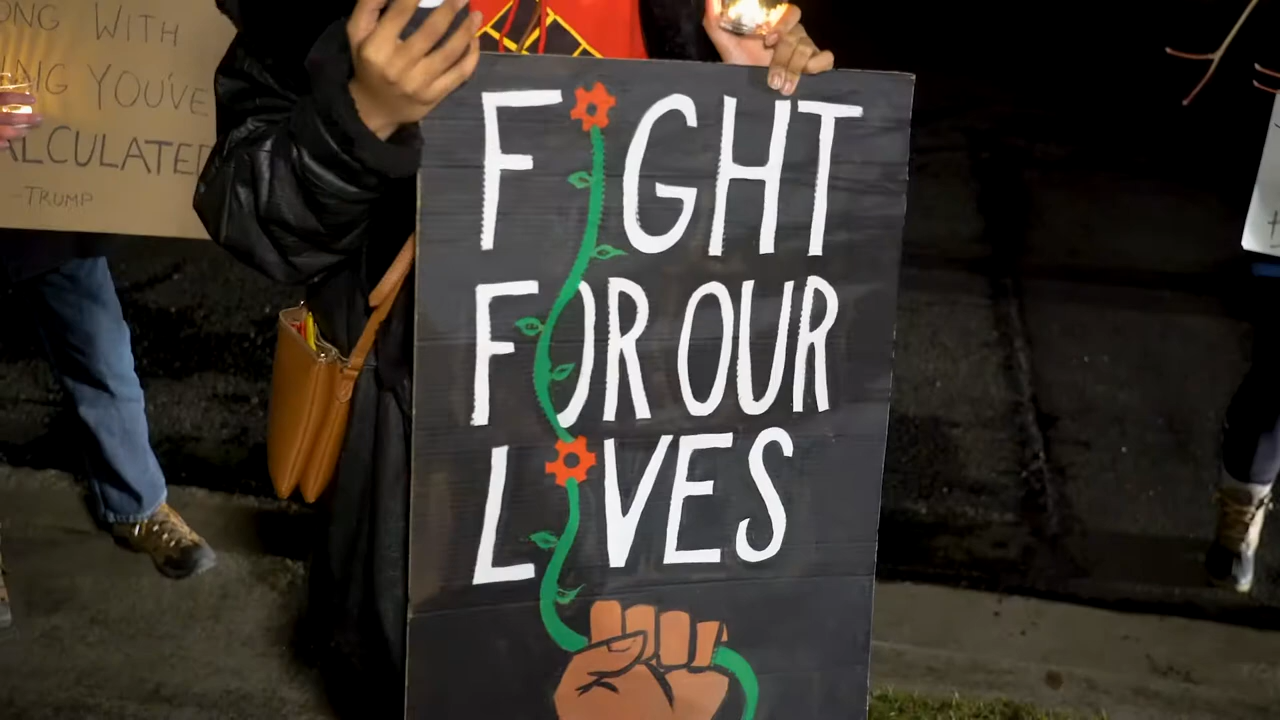 ONG WITH
ING YOU'VE
ALCULATED
-TRUMP
FIGHT
FOR OUR
LIVES